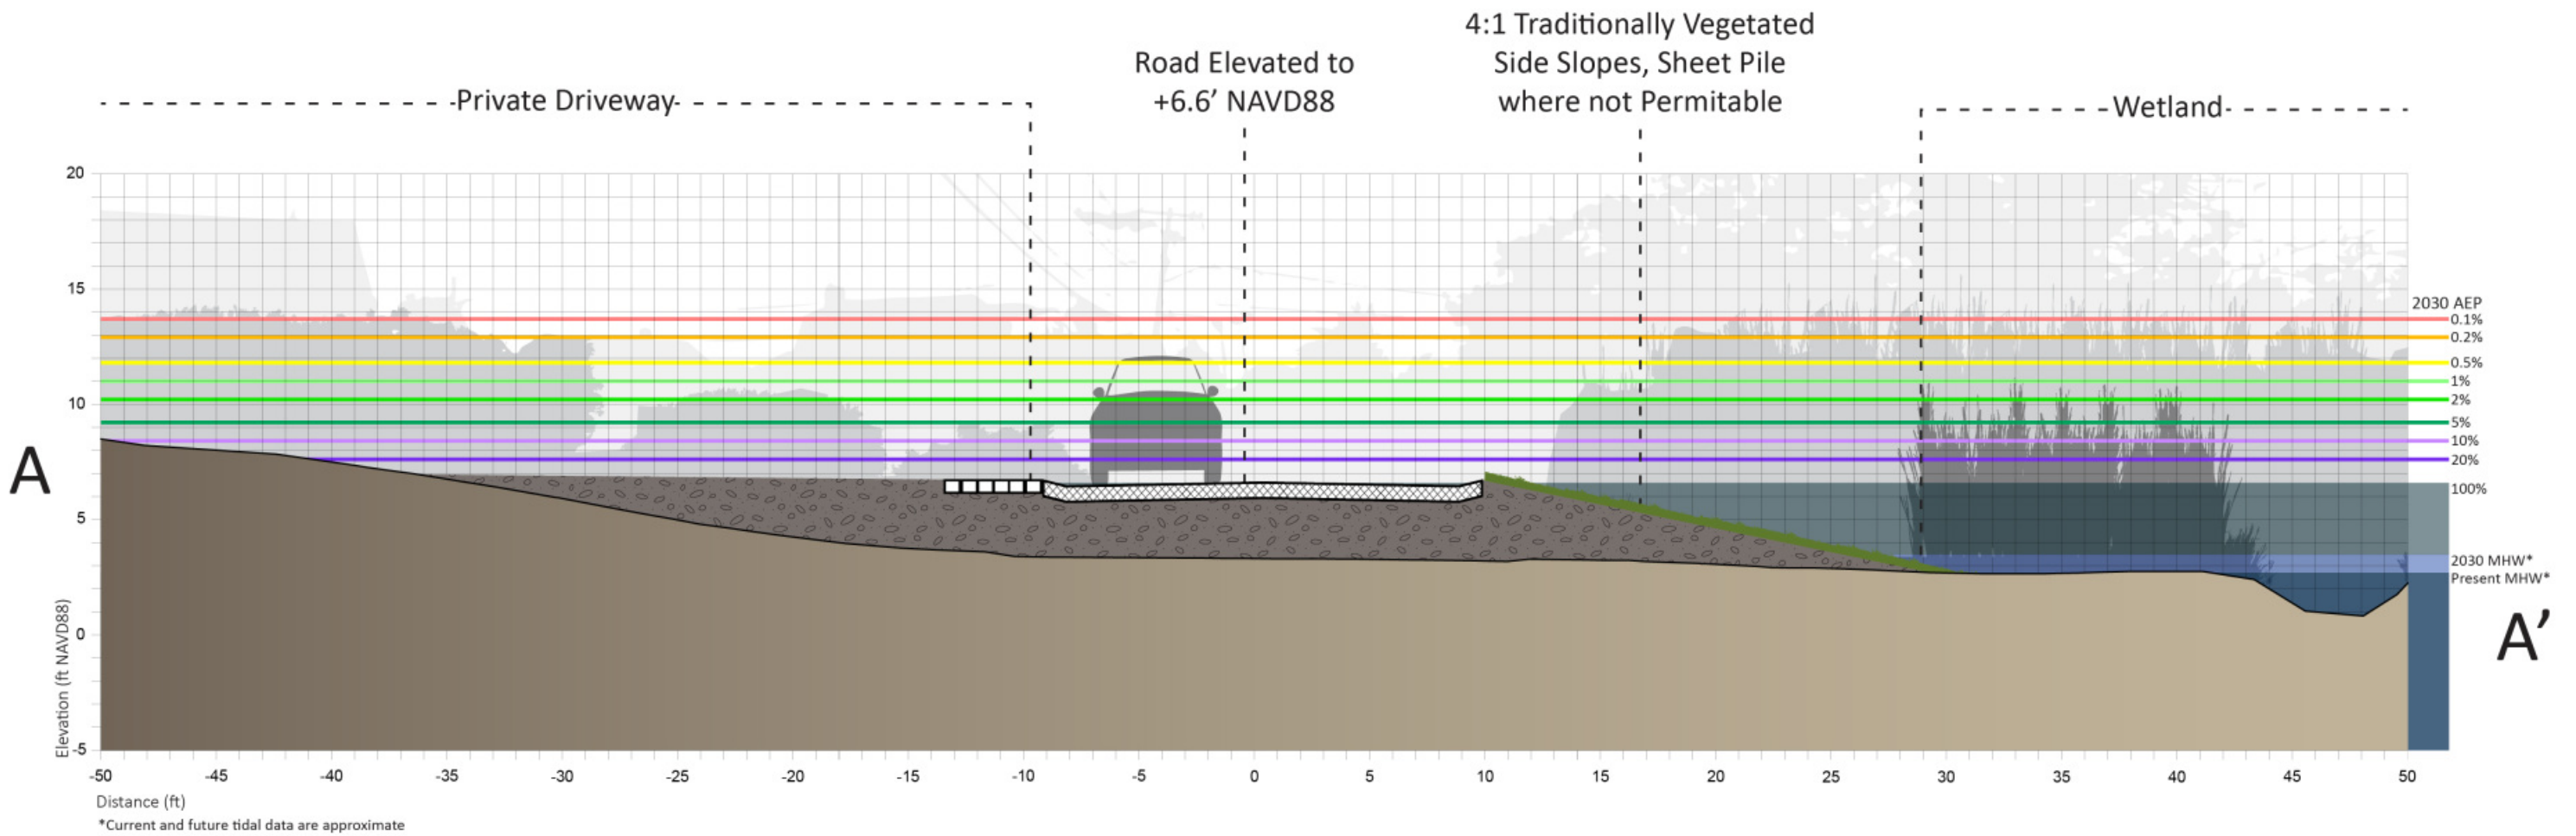 4:1 Traditionally Vegetated
Side Slopes, Sheet Pile
where not Permitable
Road Elevated to
+6.6’ NAVD88
Private Driveway
Wetland
20
15
10
5
0
-5
Elevation (ft NAVD88)
A
2030 AEP
0.1%
0.2%
0.5%
1%
2%
5%
10%
20%
100%
2030 MHW*
Present MHW*
A’
-50 -45 -40 -35 -30 -25 -20 -15 -10 -5 0 5 10 15 20 25 30 35 40 45 50
Distance (ft)
*Current and future tidal data are approximate